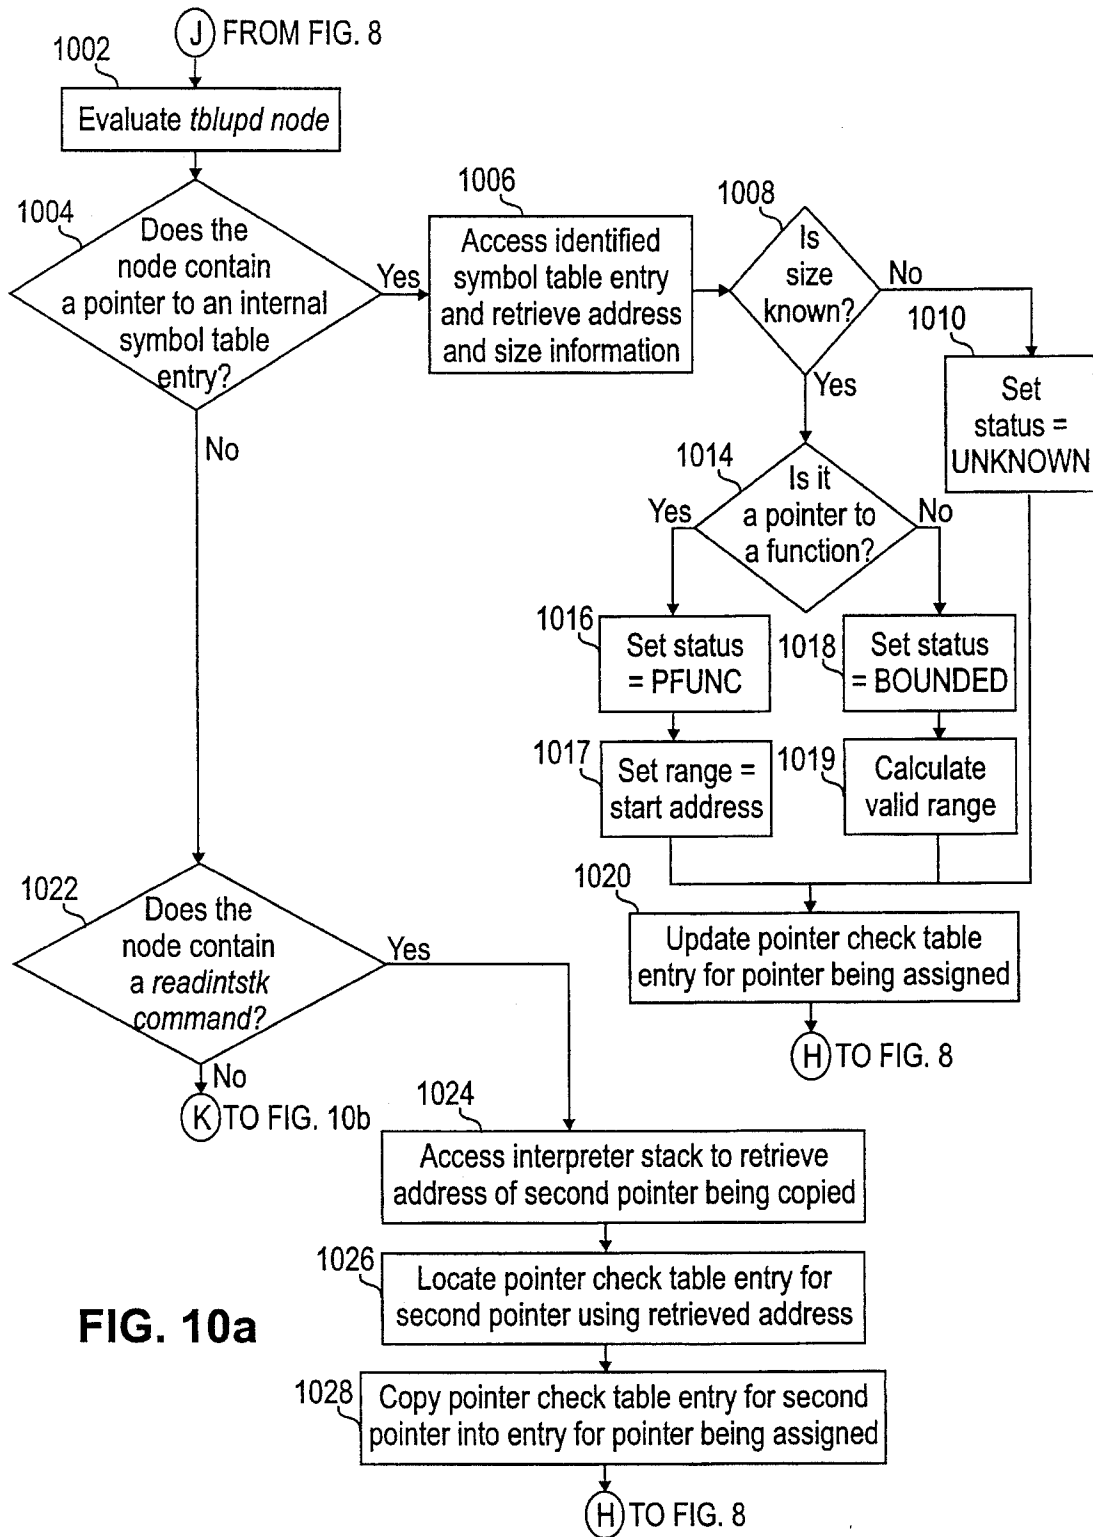 J FROM FIG. 8
1002
Evaluate tblupd node
1004
Does the
node contain
a pointer to an internal
symbol table
entry?
Yes
No
1006
Access identified
symbol table entry
and retrieve address
and size information
1008
Is
size
known?
No
Yes
1010
Set
status =
UNKNOWN
1014
Is it
a pointer to
a function?
Yes
No
1016
Set status
= PFUNC
1018
Set status
= BOUNDED
1017
Set range =
start address
1019
Calculate
valid range
1020
Update pointer check table
entry for pointer being assigned
H TO FIG. 8
1022
Does the
node contain
a readintstk
command?
Yes
No
K TO FIG. 10b
1024
Access interpreter stack to retrieve
address of second pointer being copied
1026
Locate pointer check table entry for
second pointer using retrieved address
1028
Copy pointer check table entry for second
pointer into entry for pointer being assigned
H TO FIG. 8
FIG. 10a